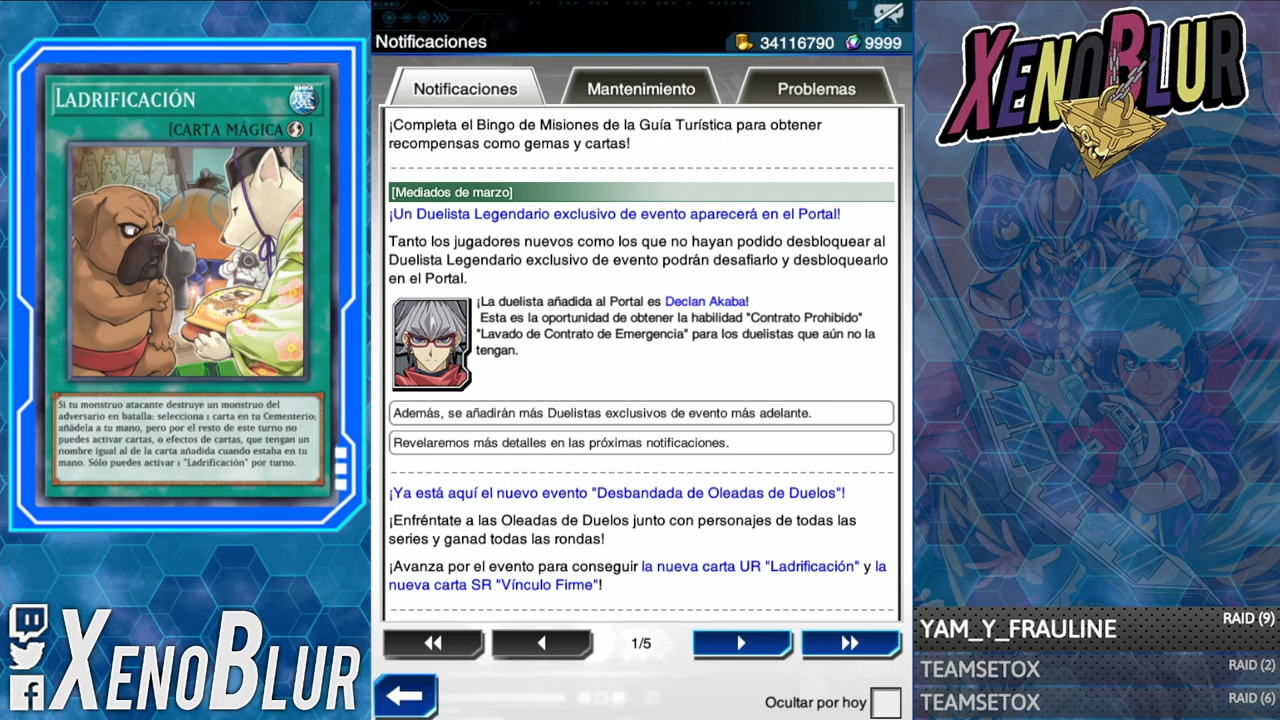 LADRIFICACIÓN
[CARTA MÁGICA ]
Si tu monstruo atacante destruye un monstruo del
adversario en batalla: selecciona 1 carta en tu Cementerio;
añádela a tu mano, pero por el resto de este turno no
puedes activar cartas, o efectos de cartas, que tengan un
nombre igual al de la carta añadida cuando estaba en tu
mano. Sólo puedes activar 1 "Ladrificación" por turno.
XENOBLUR
Notificaciones
34116790
9999
Notificaciones
Mantenimiento
Problemas
¡Completa el Bingo de Misiones de la Guía Turística para obtener
recompensas como gemas y cartas!
[Mediados de marzo]
¡Un Duelista Legendario exclusivo de evento aparecerá en el Portal!
Tanto los jugadores nuevos como los que no hayan podido desbloquear al
Duelista Legendario exclusivo de evento podrán desafiarlo y desbloquearlo
en el Portal.
¡La duelista añadida al Portal es Declan Akaba!
Esta es la oportunidad de obtener la habilidad "Contrato Prohibido"
"Lavado de Contrato de Emergencia" para los duelistas que aún no la
tengan.
Además, se añadirán más Duelistas exclusivos de evento más adelante.
Revelaremos más detalles en las próximas notificaciones.
¡Ya está aquí el nuevo evento "Desbandada de Oleadas de Duelos"!
¡Enfréntate a las Oleadas de Duelos junto con personajes de todas las
series y ganad todas las rondas!
¡Avanza por el evento para conseguir la nueva carta UR "Ladrificación" y la
nueva carta SR "Vínculo Firme"!
1/5
Ocultar por hoy
XENOBLUR
YAM_Y_FRAULINE
RAID (9)
TEAMSETOX
RAID (2)
TEAMSETOX
RAID (6)